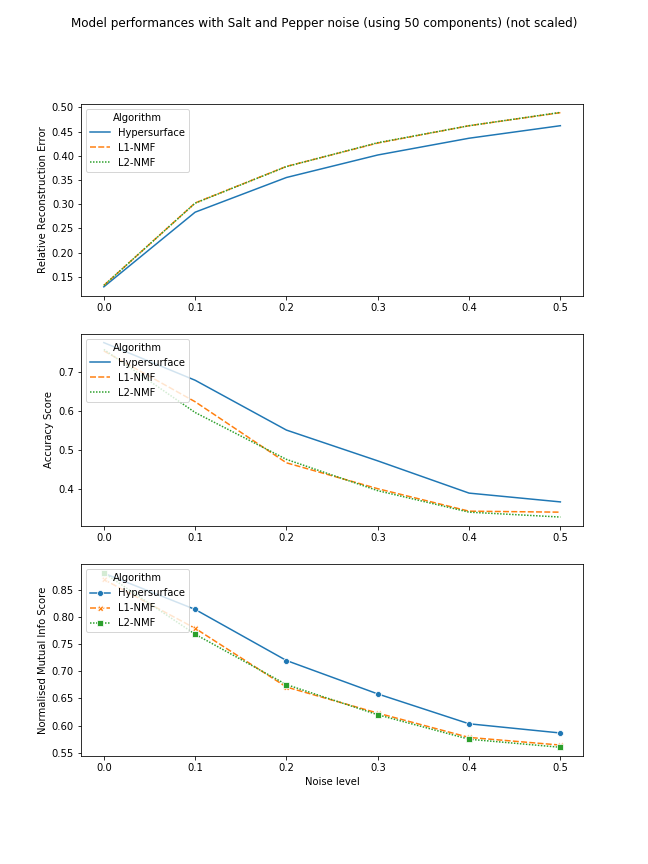 Model performances with Salt and Pepper noise (using 50 components) (not scaled)
Relative Reconstruction Error
0.50
0.45
0.40
0.35
0.30
0.25
0.20
0.15
Algorithm
Hypersurface
L1-NMF
L2-NMF
0.0 0.1 0.2 0.3 0.4 0.5
Accuracy Score
0.7
0.6
0.5
0.4
Algorithm
Hypersurface
L1-NMF
L2-NMF
0.0 0.1 0.2 0.3 0.4 0.5
Normalised Mutual Info Score
0.85
0.80
0.75
0.70
0.65
0.60
0.55
Algorithm
Hypersurface
L1-NMF
L2-NMF
0.0 0.1 0.2 0.3 0.4 0.5
Noise level